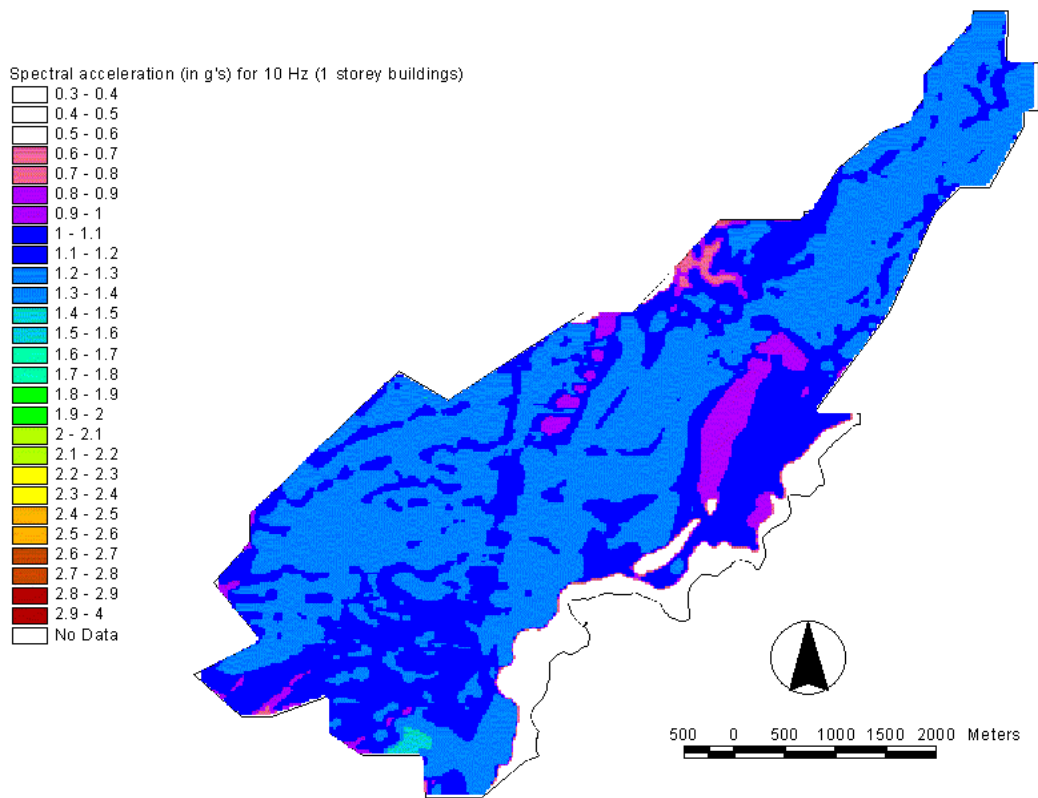 Spectral acceleration (in g's) for 10 Hz (1 storey buildings)
0.3 - 0.4
0.4 - 0.5
0.5 - 0.6
0.6 - 0.7
0.7 - 0.8
0.8 - 0.9
0.9 - 1
1 - 1.1
1.1 - 1.2
1.2 - 1.3
1.3 - 1.4
1.4 - 1.5
1.5 - 1.6
1.6 - 1.7
1.7 - 1.8
1.8 - 1.9
1.9 - 2
2 - 2.1
2.1 - 2.2
2.2 - 2.3
2.3 - 2.4
2.4 - 2.5
2.5 - 2.6
2.6 - 2.7
2.7 - 2.8
2.8 - 2.9
2.9 - 4
No Data
500 0 500 1000 1500 2000 Meters